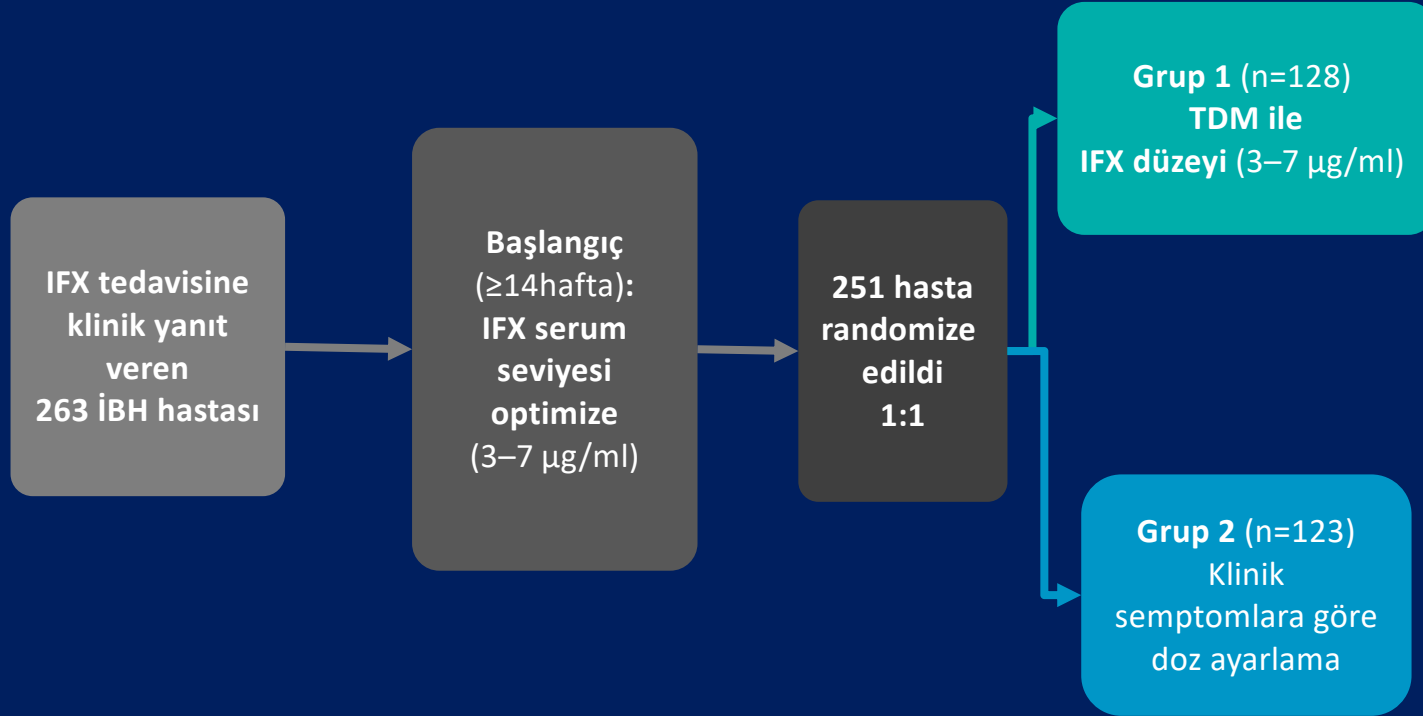 IFX tedavisine
klinik yanıt
veren
263 İBH hastası
Başlangıç
(≥14hafta):
IFX serum
seviyesi
optimize
(3–7 µg/ml)
251 hasta
randomize
edildi
1:1
Grup 1 (n=128)
TDM ile
IFX düzeyi (3–7 µg/ml)
Grup 2 (n=123)
Klinik
semptomlara göre
doz ayarlama